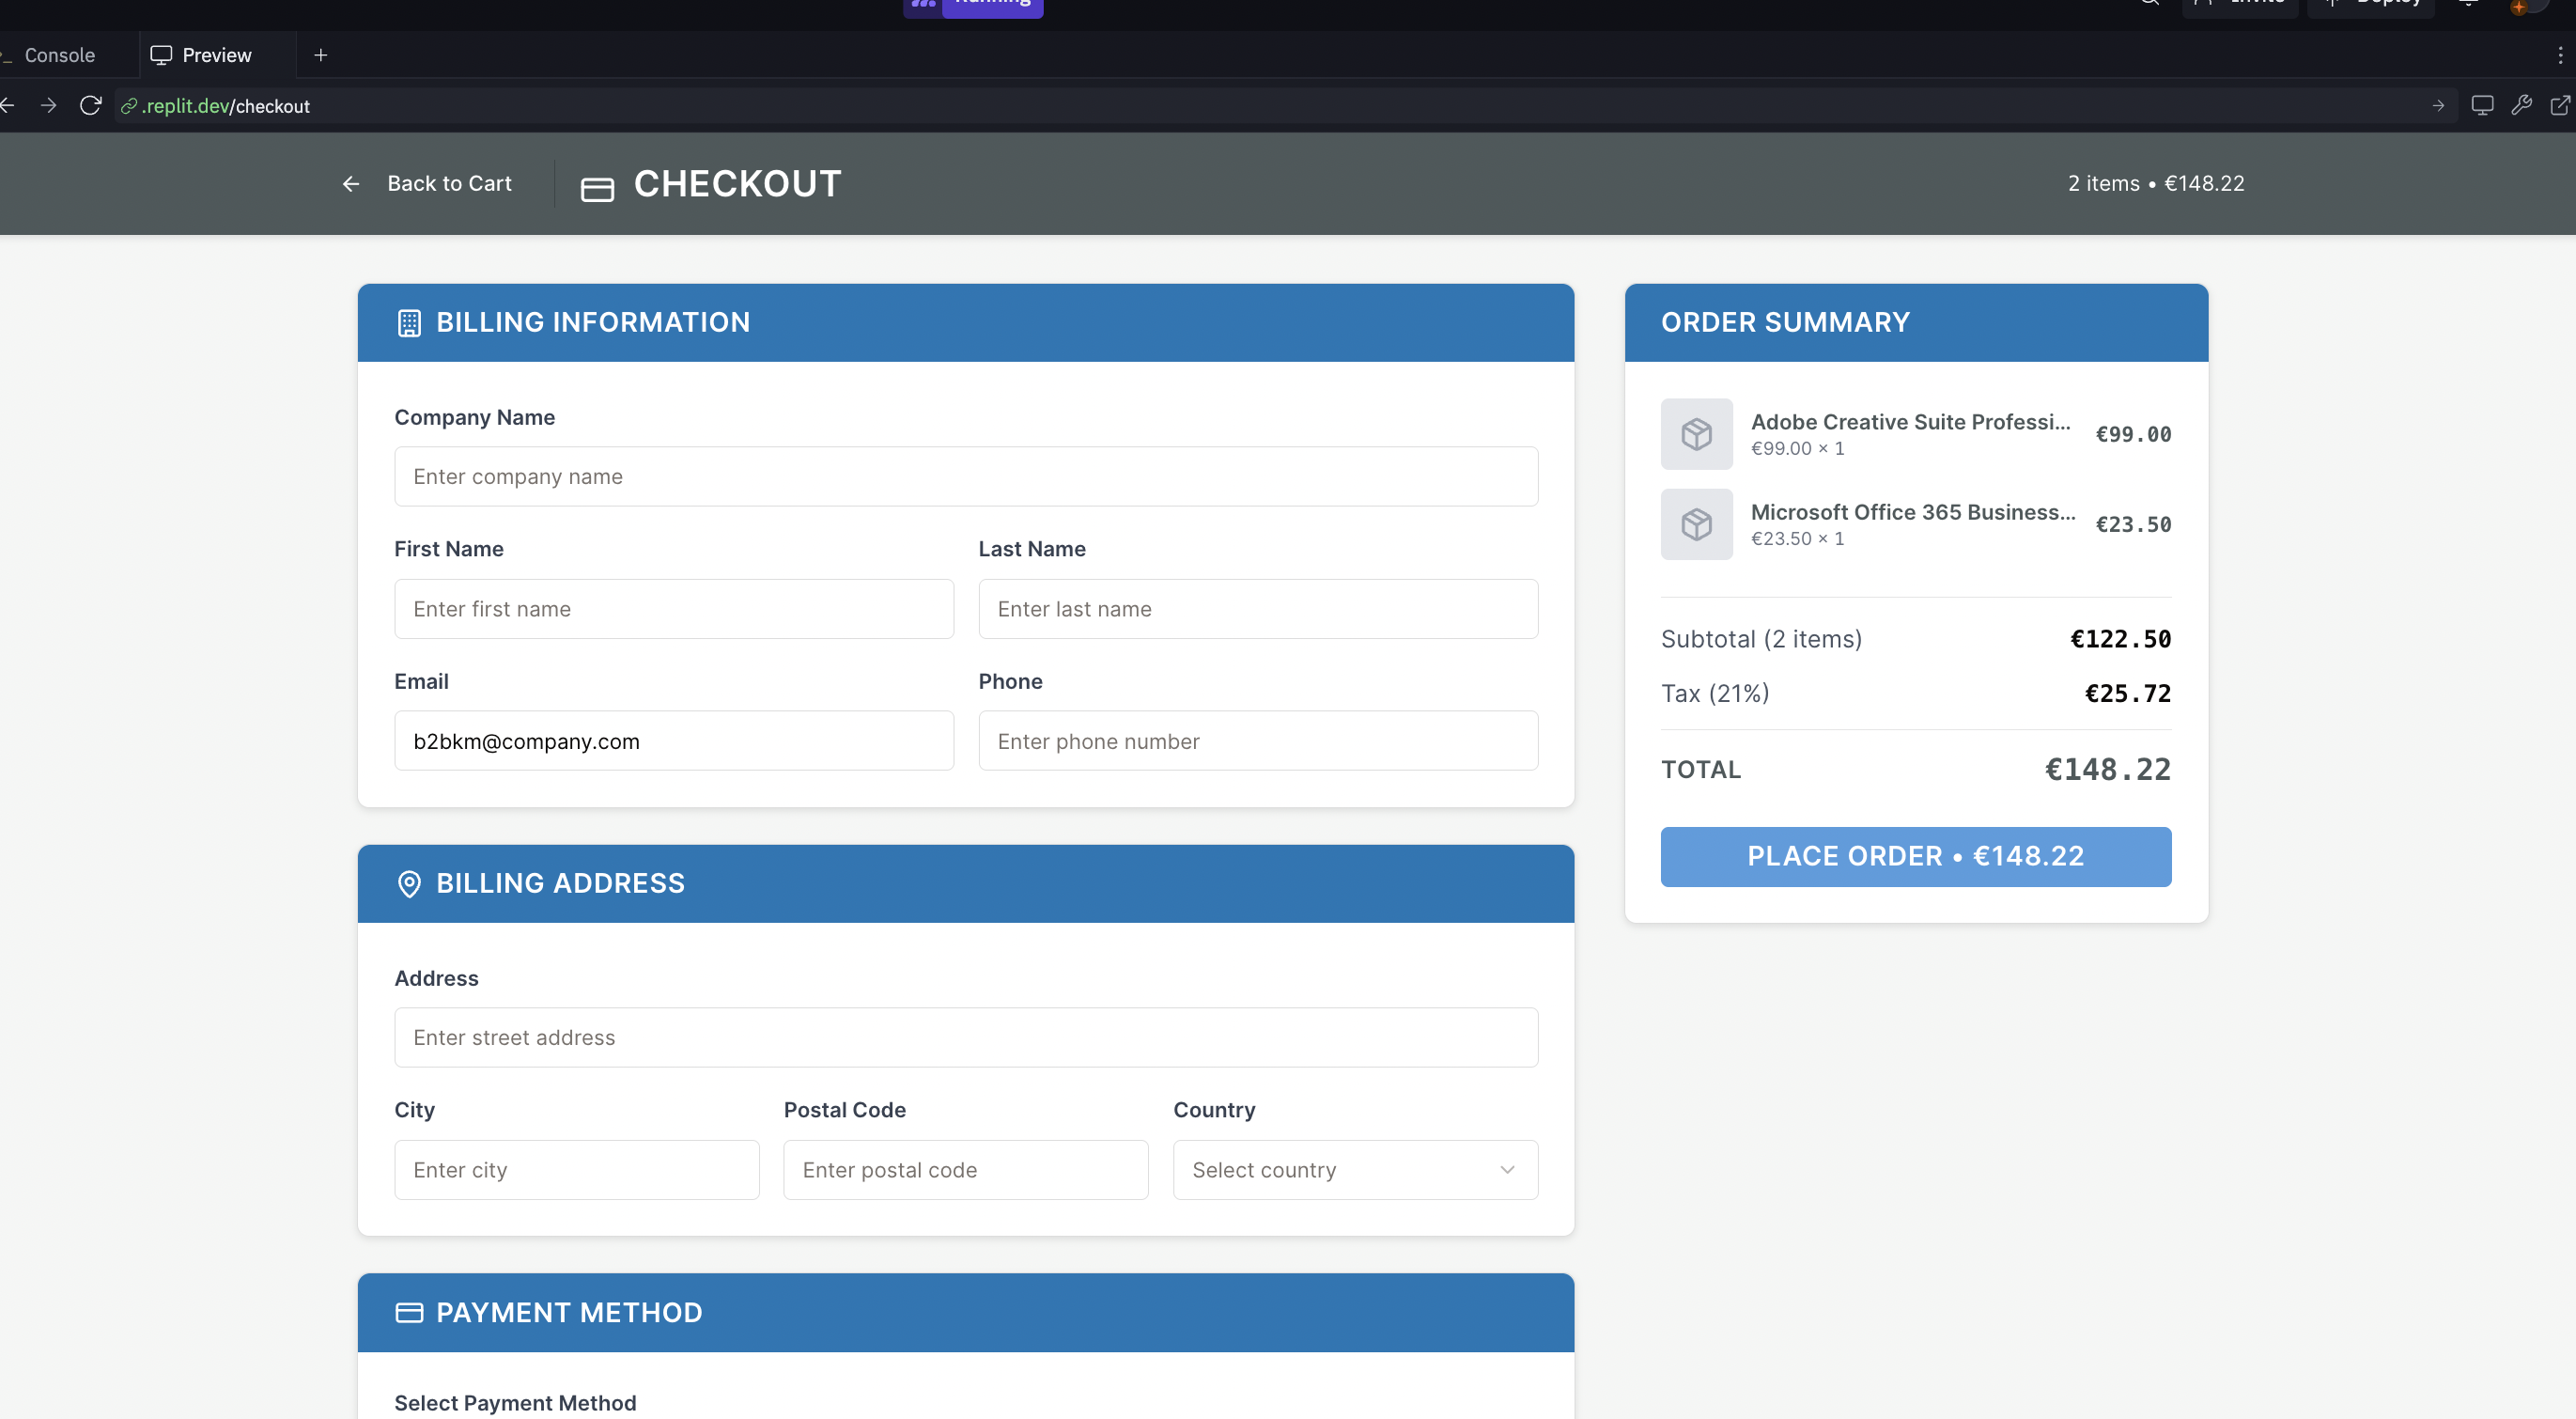 Running
Invite
Deploy
Console
Preview
.replit.dev/checkout
Back to Cart
CHECKOUT
2 items • €148.22
BILLING INFORMATION
Company Name
Enter company name
First Name
Last Name
Enter first name
Enter last name
Email
Phone
b2bkm@company.com
Enter phone number
BILLING ADDRESS
Address
Enter street address
City
Postal Code
Country
Enter city
Enter postal code
Select country
PAYMENT METHOD
Select Payment Method
ORDER SUMMARY
Adobe Creative Suite Professi...
€99.00 × 1
€99.00
Microsoft Office 365 Business...
€23.50 × 1
€23.50
Subtotal (2 items)
€122.50
Tax (21%)
€25.72
TOTAL
€148.22
PLACE ORDER • €148.22